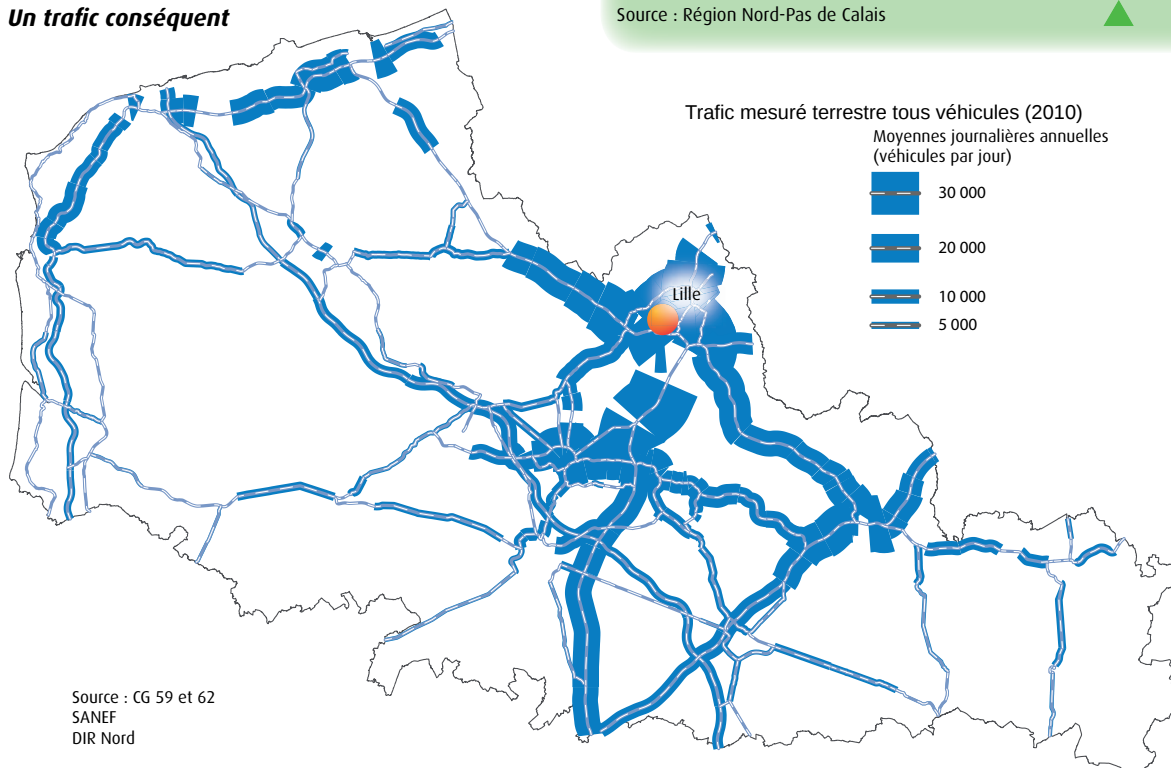 Un trafic conséquent
Source : Région Nord-Pas de Calais
Trafic mesuré terrestre tous véhicules (2010)
Moyennes journalières annuelles
(véhicules par jour)
30 000
20 000
10 000
5 000
Lille
Source : CG 59 et 62
SANEF
DIR Nord